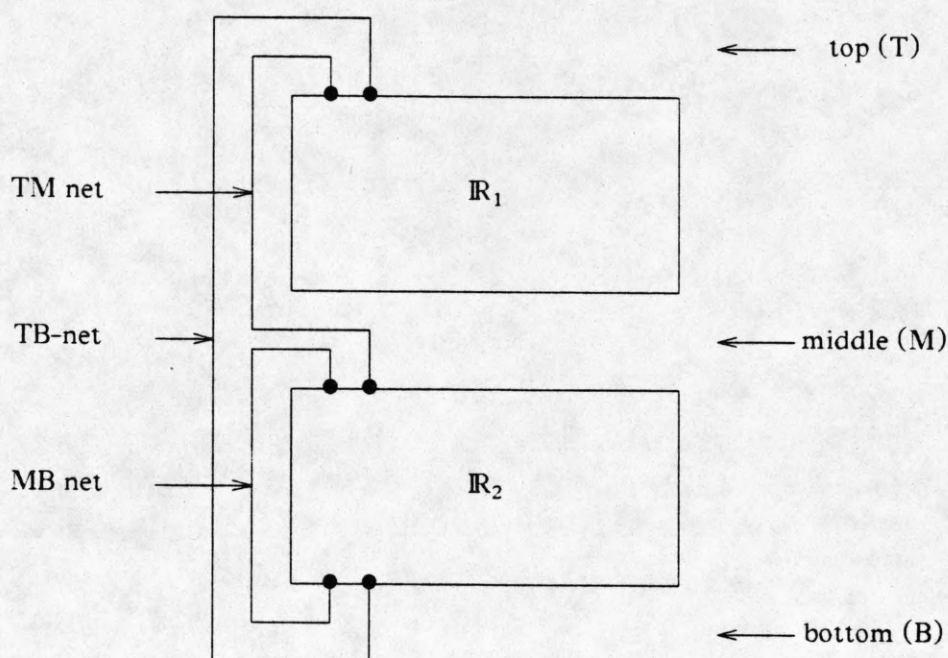 top (T)
TM net
ℝ₁
TB-net
middle (M)
MB net
ℝ₂
bottom (B)